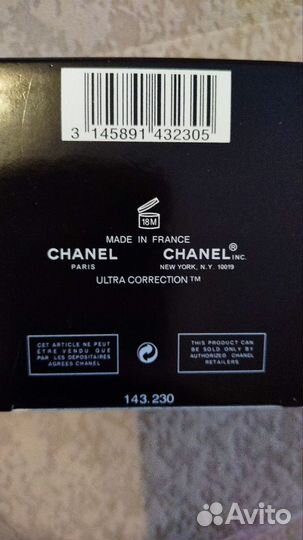 3 145891 432305
18M
MADE IN FRANCE
CHANEL CHANEL® INC.
PARIS NEW YORK, N.Y. 10019
ULTRA CORRECTION™
CET ARTICLE NE PEUT
ETRE VENDU QUE
PAR LES DÉPOSITAIRES
AGRÉÉS CHANEL
THIS PRODUCT CAN
BE SOLD ONLY BY
AUTHORIZED CHANEL
RETAILERS
143.230
Avito